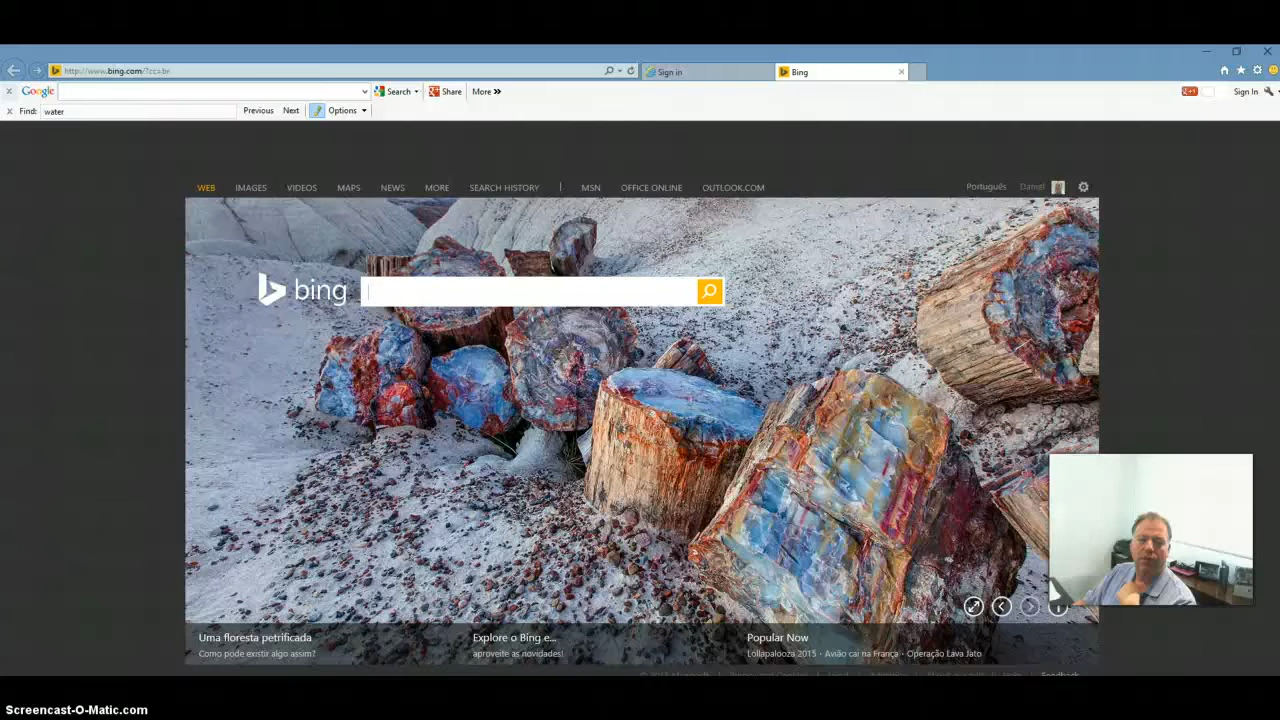 http://www.bing.com/?cc=br
Sign in
Bing
Google
Search
Share
More »
Sign In
Find: water
Previous
Next
Options
WEB
IMAGES
VIDEOS
MAPS
NEWS
MORE
SEARCH HISTORY
MSN
OFFICE ONLINE
OUTLOOK.COM
Português
Daniel
bing
Uma floresta petrificada
Explore o Bing e...
Popular Now
Como pode existir algo assim?
aproveite as novidades!
Lollapalooza 2015 · Avião cai na França · Operação Lava Jato
Feedback
Screencast-O-Matic.com